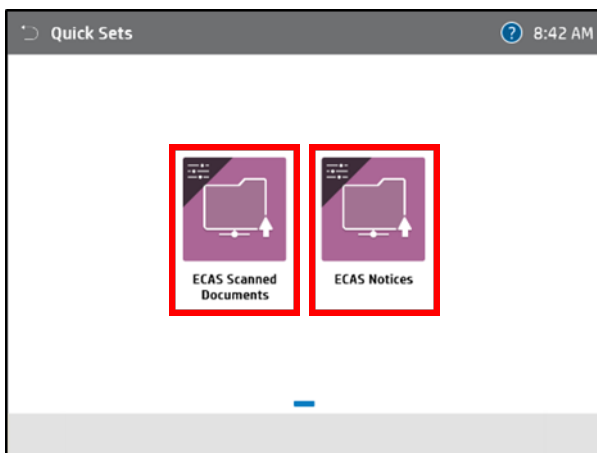 Quick Sets
? 8:42 AM
ECAS Scanned
Documents
ECAS Notices